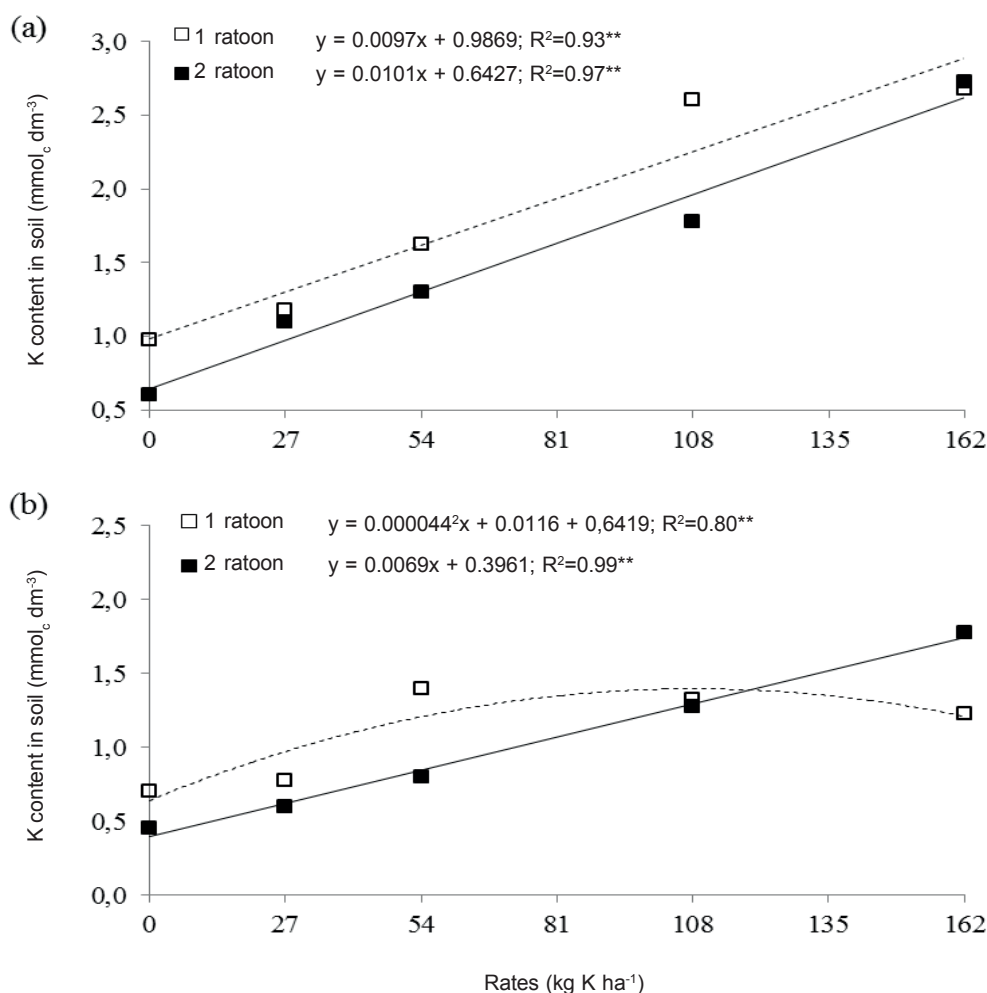 (a)
1 ratoon y = 0.0097x + 0.9869; R²=0.93**
2 ratoon y = 0.0101x + 0.6427; R²=0.97**
K content in soil (mmol_c dm⁻³)
3,0
2,5
2,0
1,5
1,0
0,5
0 27 54 81 108 135 162
(b)
1 ratoon y = 0.000044²x + 0.0116 + 0,6419; R²=0.80**
2 ratoon y = 0.0069x + 0.3961; R²=0.99**
K content in soil (mmol_c dm⁻³)
2,5
2,0
1,5
1,0
0,5
0,0
0 27 54 81 108 135 162
Rates (kg K ha⁻¹)